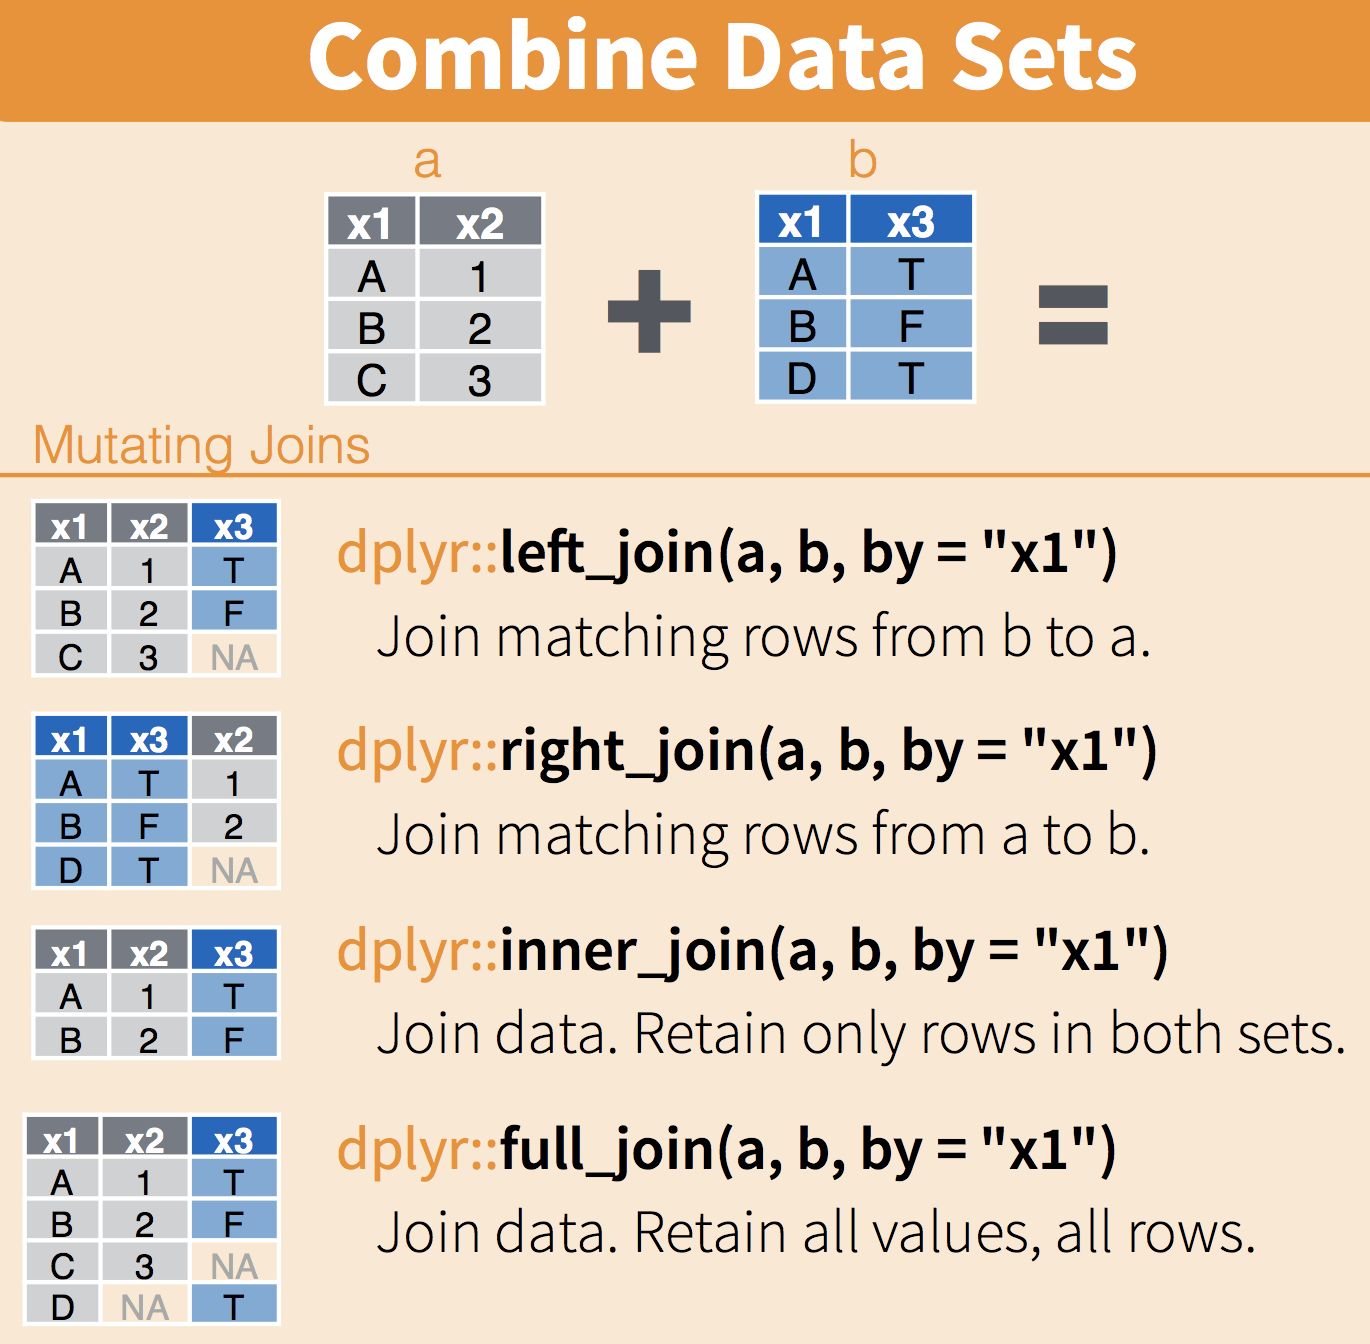 Combine Data Sets
a b
x1 x2 x1 x3
A 1 A T
B 2 + B F =
C 3 D T
Mutating Joins
x1 x2 x3
A 1 T
B 2 F
C 3 NA
dplyr::left_join(a, b, by = "x1")
Join matching rows from b to a.
x1 x3 x2
A T 1
B F 2
D T NA
dplyr::right_join(a, b, by = "x1")
Join matching rows from a to b.
x1 x2 x3
A 1 T
B 2 F
dplyr::inner_join(a, b, by = "x1")
Join data. Retain only rows in both sets.
x1 x2 x3
A 1 T
B 2 F
C 3 NA
D NA T
dplyr::full_join(a, b, by = "x1")
Join data. Retain all values, all rows.